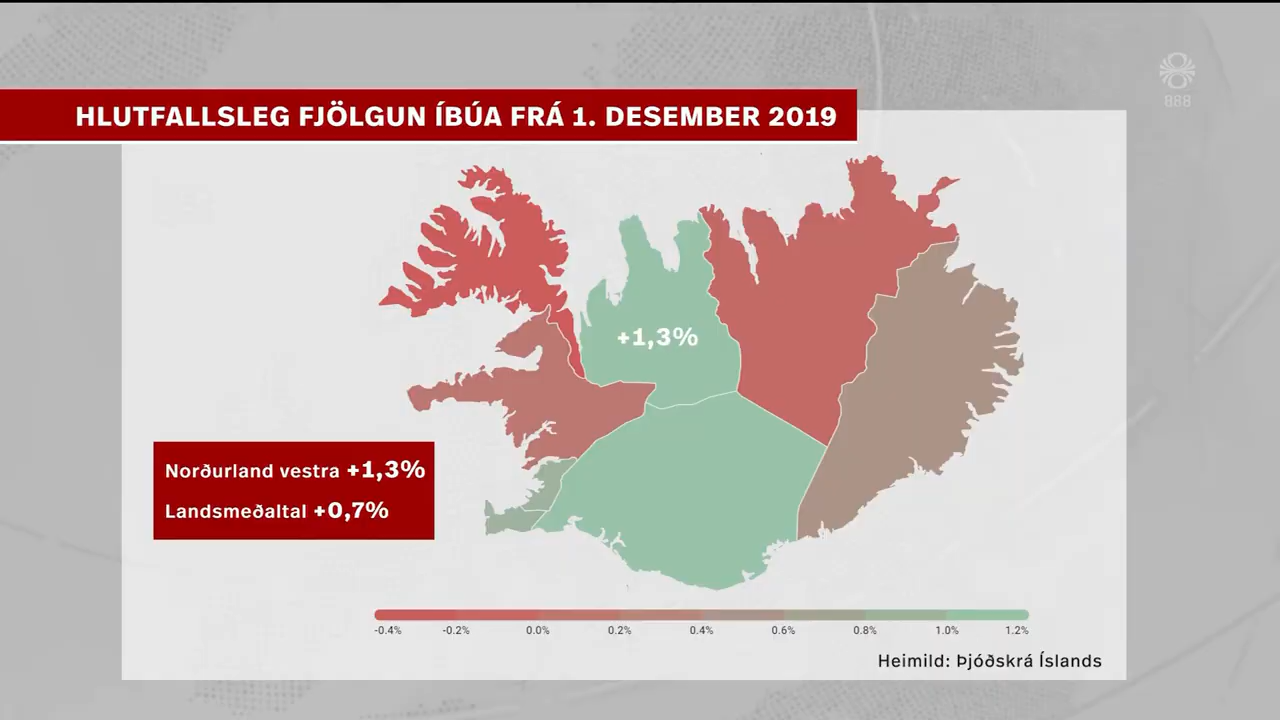 888
HLUTFALLSLEG FJÖLGUN ÍBÚA FRÁ 1. DESEMBER 2019
+1,3%
Norðurland vestra +1,3%
Landsmeðaltal +0,7%
-0.4% -0.2% 0.0% 0.2% 0.4% 0.6% 0.8% 1.0% 1.2%
Heimild: Þjóðskrá Íslands